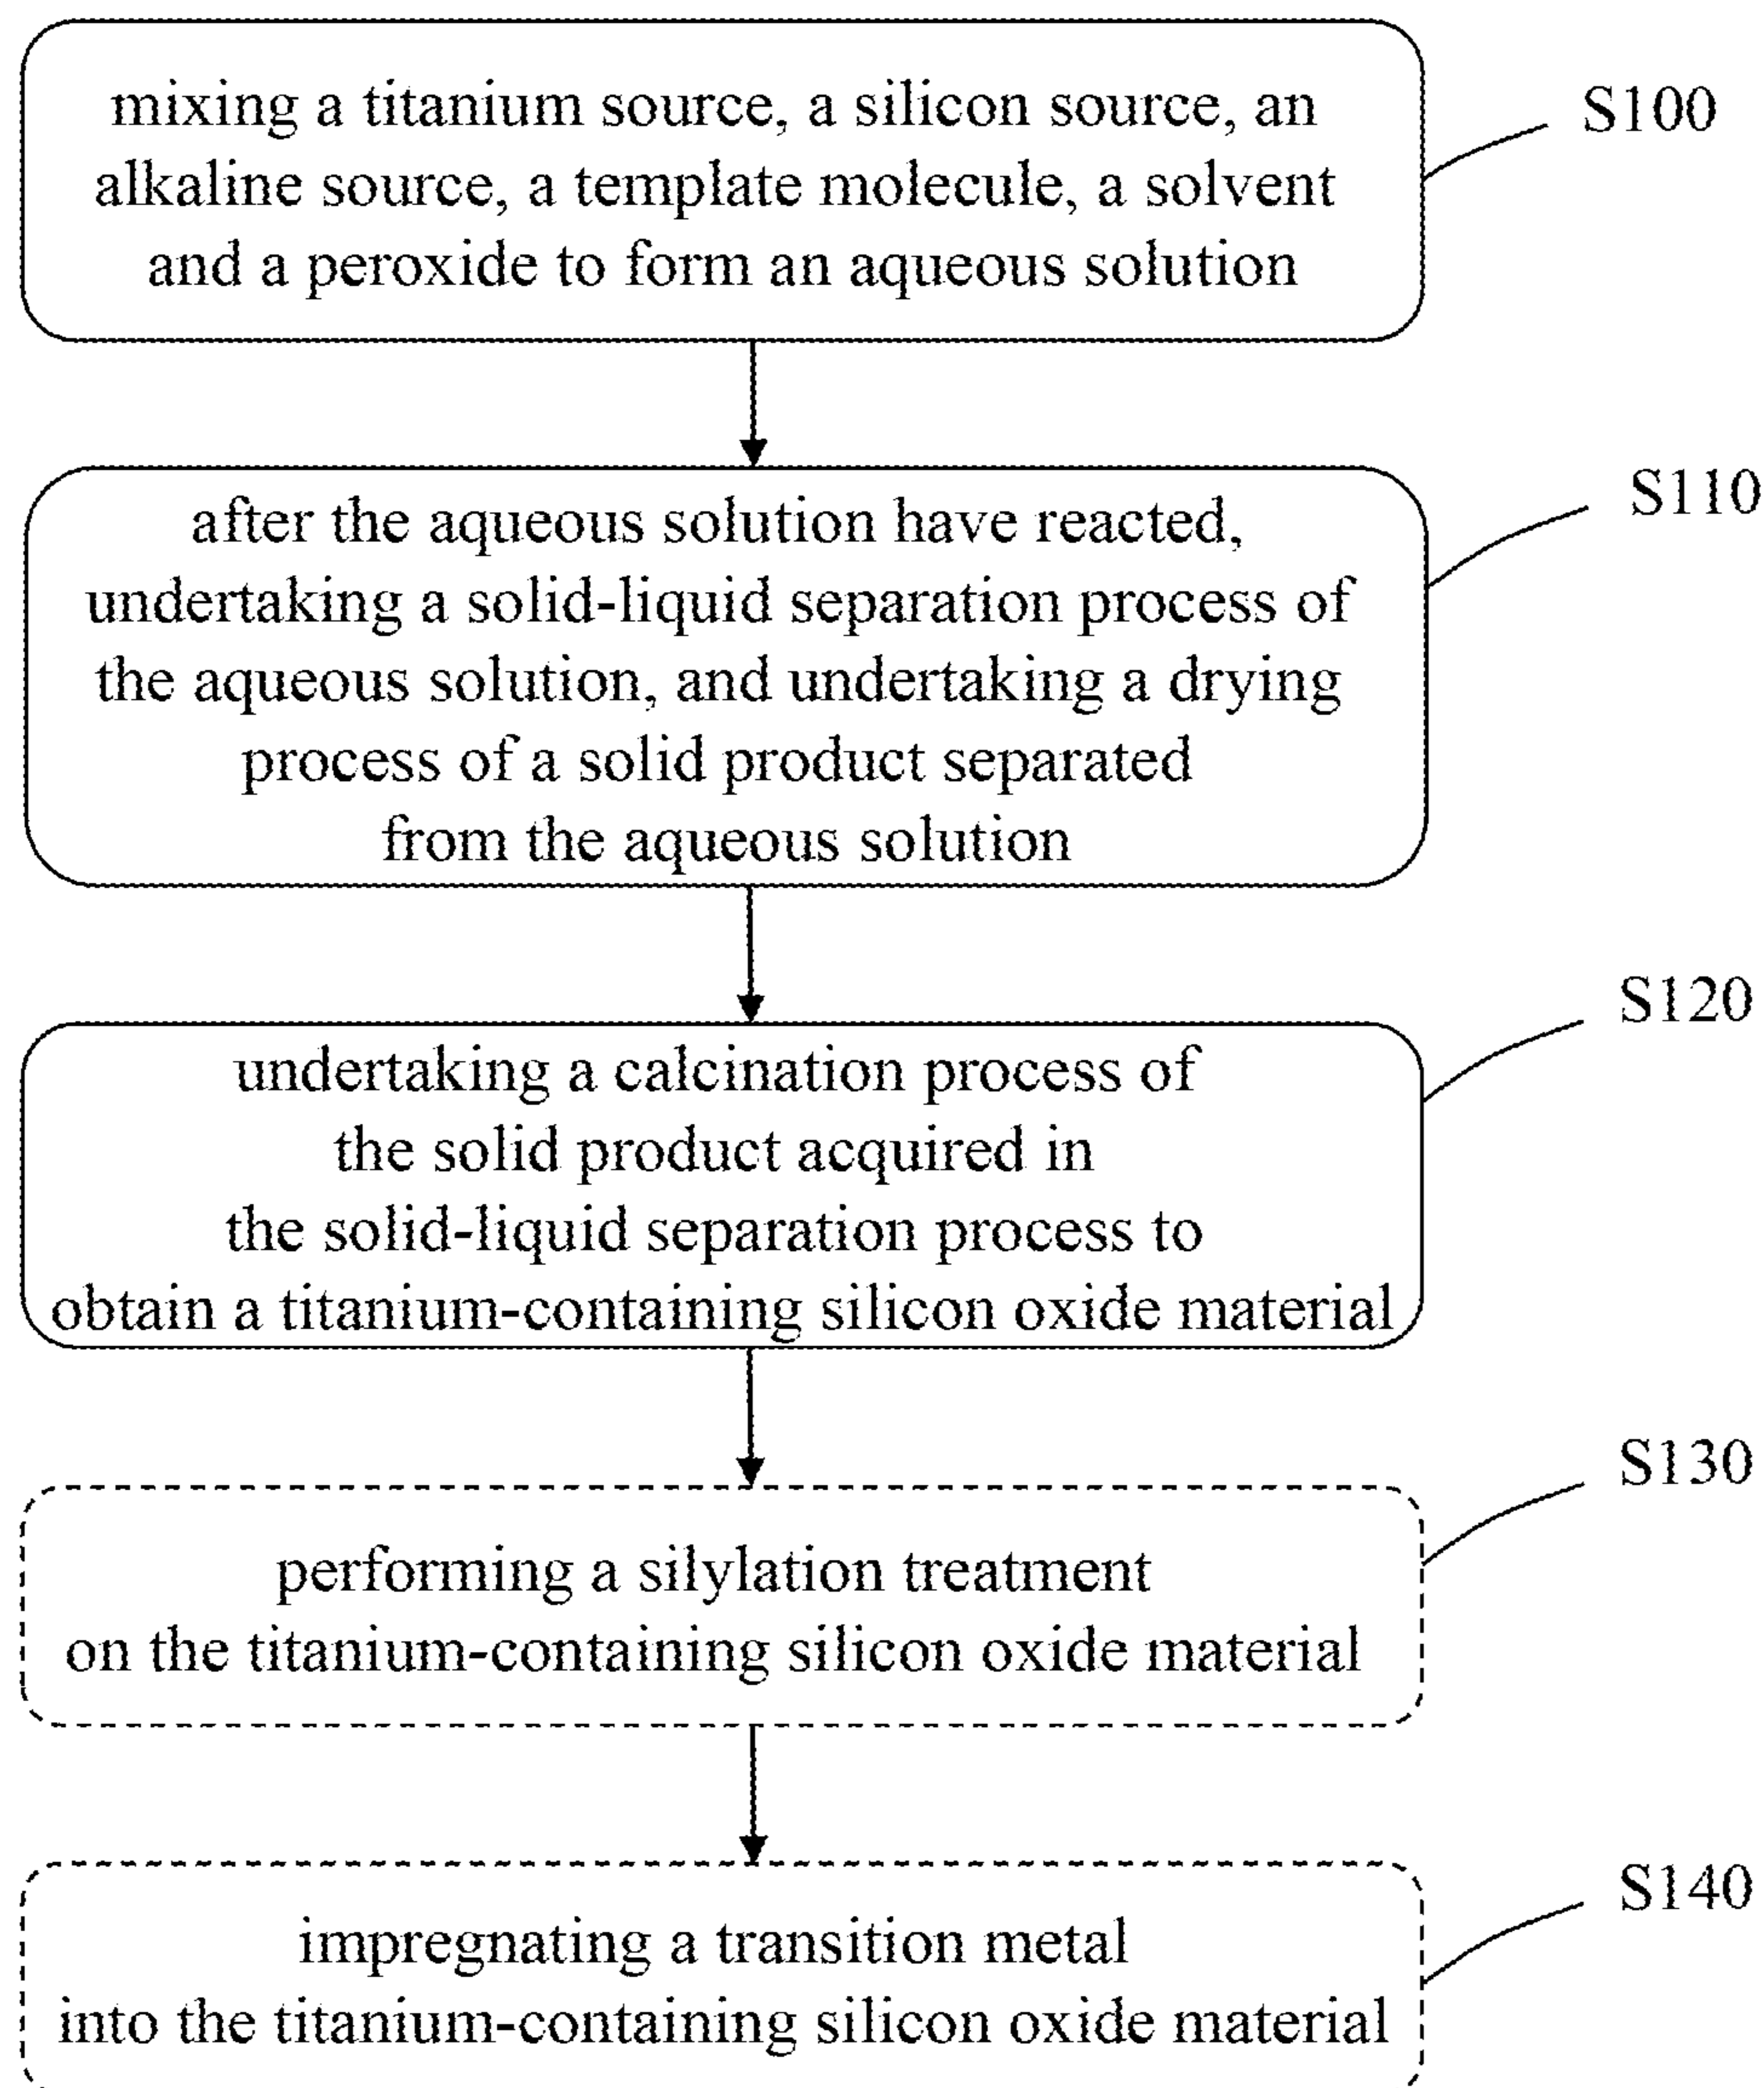 mixing a titanium source, a silicon source, an
alkaline source, a template molecule, a solvent
and a peroxide to form an aqueous solution
S100
after the aqueous solution have reacted,
undertaking a solid-liquid separation process of
the aqueous solution, and undertaking a drying
process of a solid product separated
from the aqueous solution
S110
undertaking a calcination process of
the solid product acquired in
the solid-liquid separation process to
obtain a titanium-containing silicon oxide material
S120
performing a silylation treatment
on the titanium-containing silicon oxide material
S130
impregnating a transition metal
into the titanium-containing silicon oxide material
S140